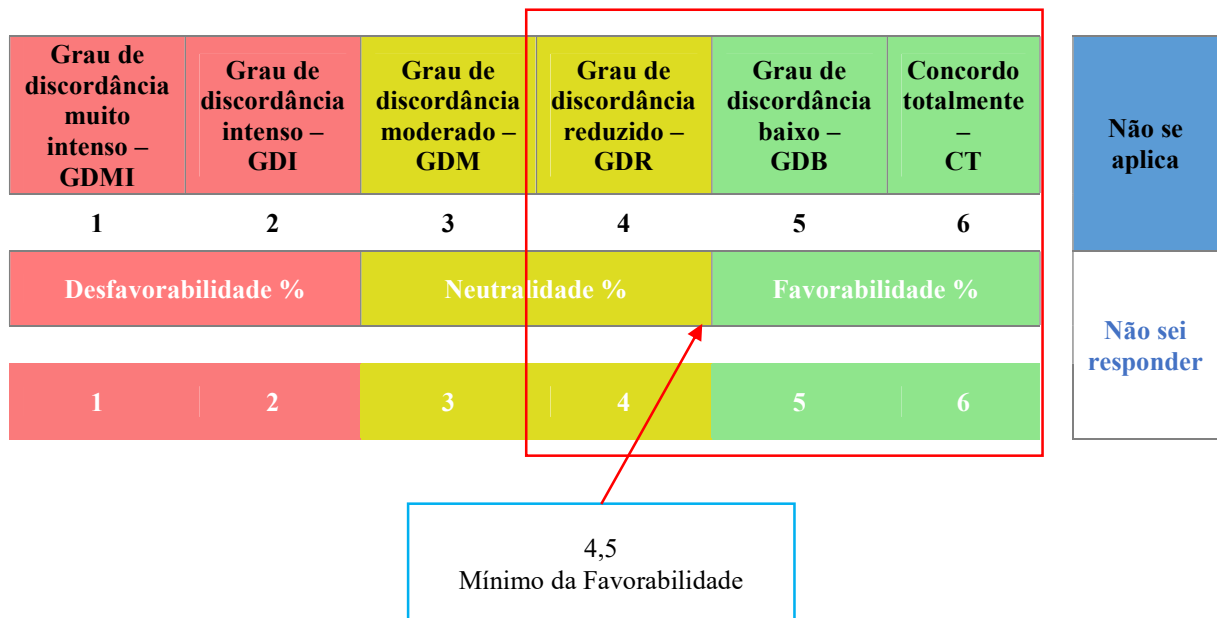 Grau de
discordância
muito
intenso –
GDMI
Grau de
discordância
intenso –
GDI
Grau de
discordância
moderado –
GDM
Grau de
discordância
reduzido –
GDR
Grau de
discordância
baixo –
GDB
Concordo
totalmente
–
CT
Não se
aplica
1 2 3 4 5 6
Desfavorabilidade % Neutralidade % Favorabilidade %
Não sei
responder
1 2 3 4 5 6
4,5
Mínimo da Favorabilidade